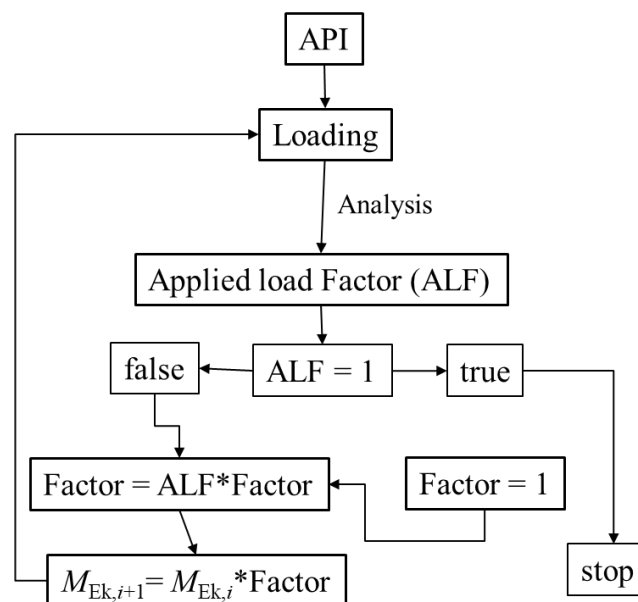 API
Loading
Analysis
Applied load Factor (ALF)
false
ALF = 1
true
Factor = ALF*Factor
Factor = 1
stop
M_Ek,i+1 = M_Ek,i*Factor